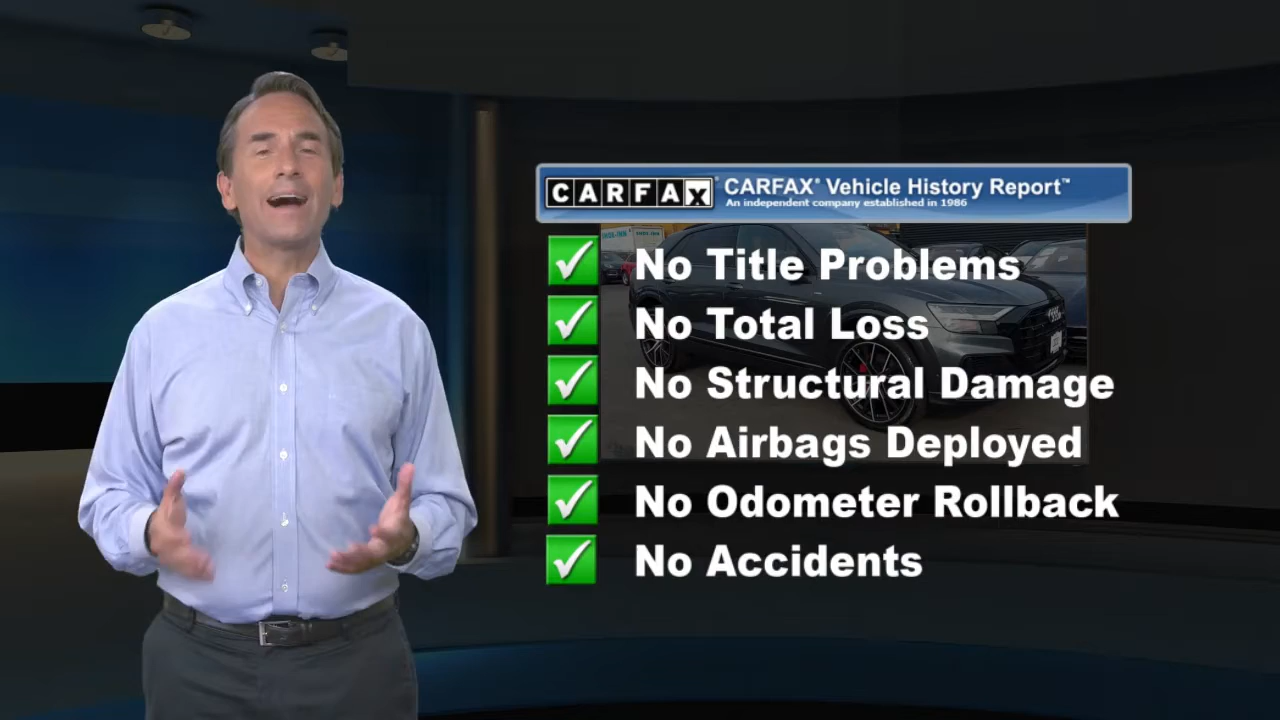 CARFAX® CARFAX® Vehicle History Report™
An independent company established in 1986
No Title Problems
No Total Loss
No Structural Damage
No Airbags Deployed
No Odometer Rollback
No Accidents